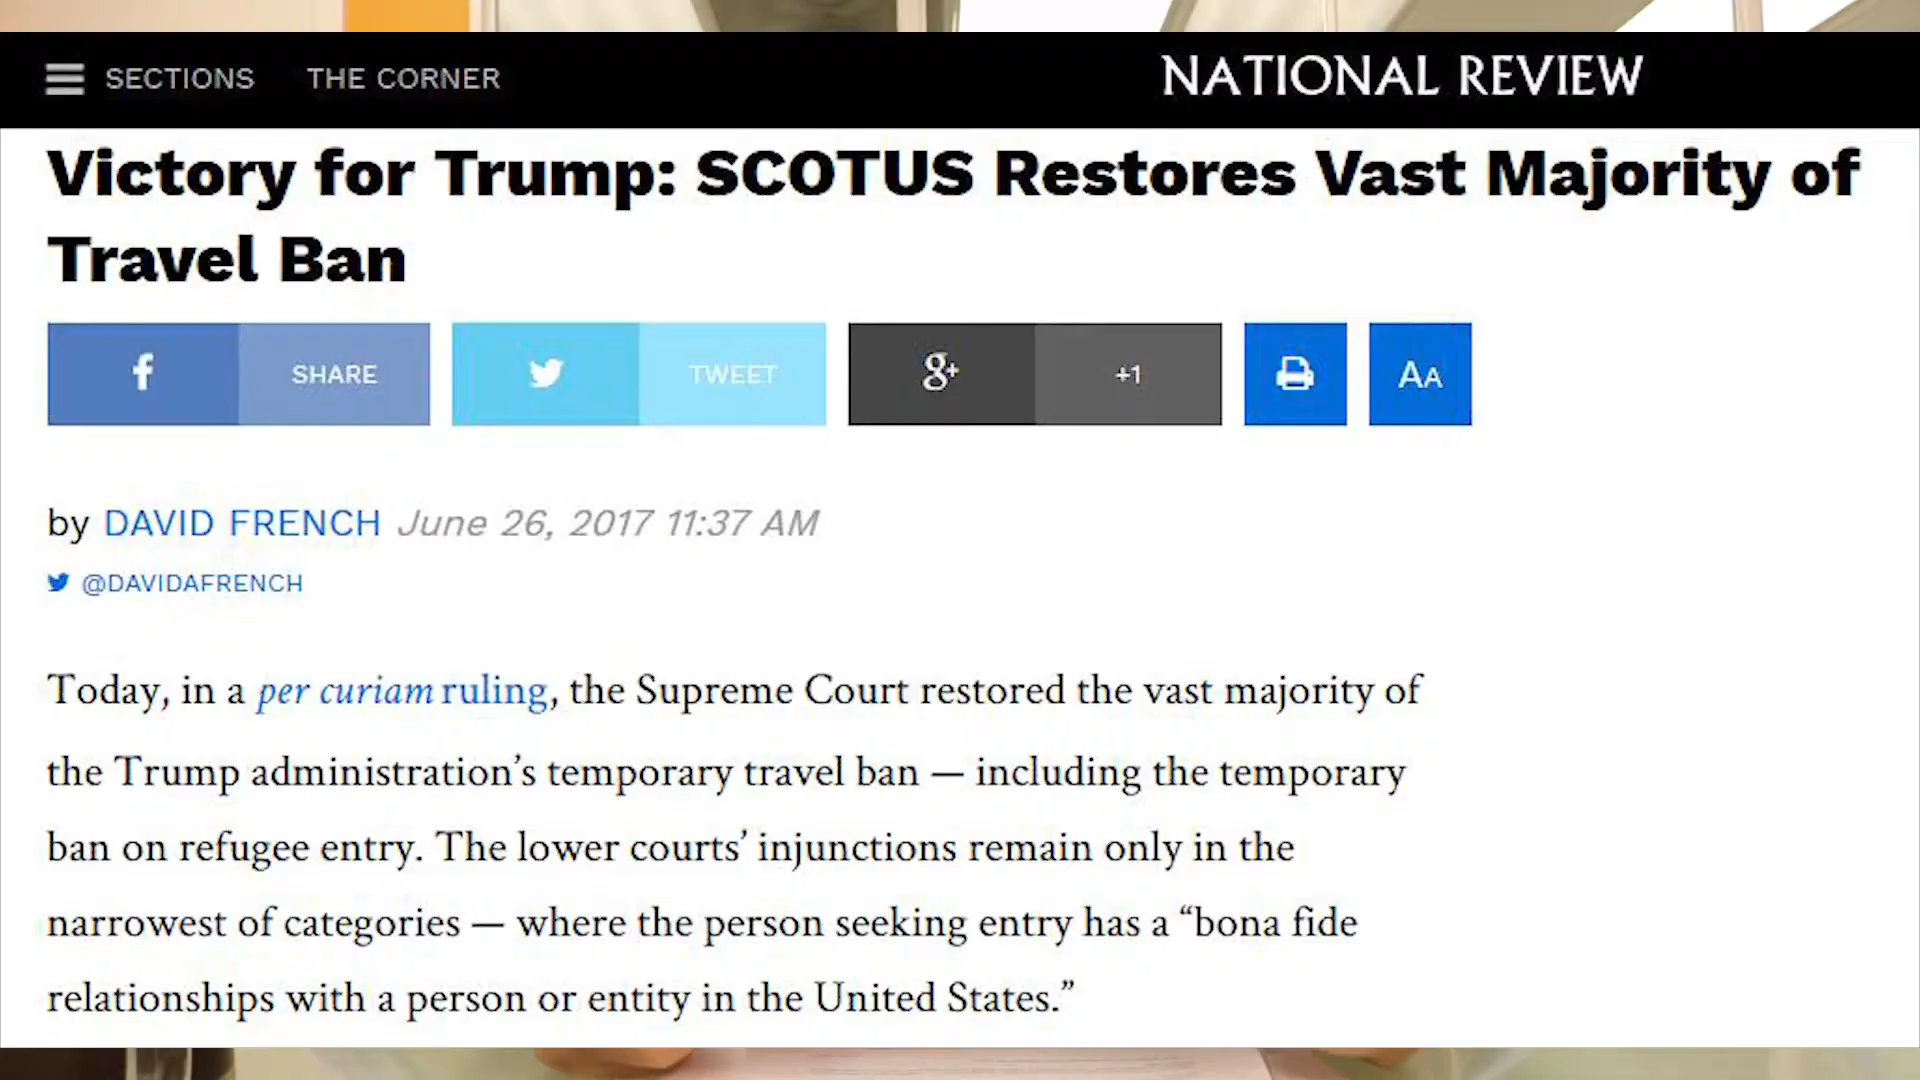 SECTIONS THE CORNER NATIONAL REVIEW
Victory for Trump: SCOTUS Restores Vast Majority of
Travel Ban
f SHARE TWEET g+ +1 AA
by DAVID FRENCH June 26, 2017 11:37 AM
@DAVIDAFRENCH
Today, in a per curiam ruling, the Supreme Court restored the vast majority of
the Trump administration’s temporary travel ban — including the temporary
ban on refugee entry. The lower courts’ injunctions remain only in the
narrowest of categories — where the person seeking entry has a “bona fide
relationships with a person or entity in the United States.”